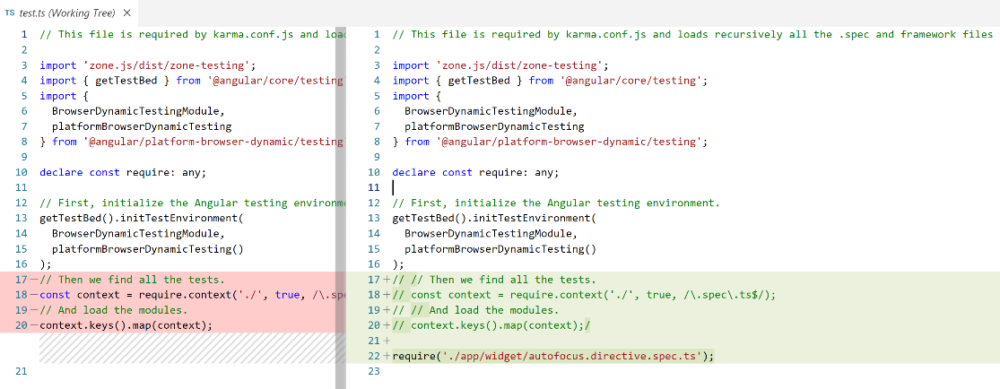 TS test.ts (Working Tree) ×
1 // This file is required by karma.conf.js and loa
2
3 import 'zone.js/dist/zone-testing';
4 import { getTestBed } from '@angular/core/testing
5 import {
6 BrowserDynamicTestingModule,
7 platformBrowserDynamicTesting
8 } from '@angular/platform-browser-dynamic/testing
9
10 declare const require: any;
11
12 // First, initialize the Angular testing environm
13 getTestBed().initTestEnvironment(
14 BrowserDynamicTestingModule,
15 platformBrowserDynamicTesting()
16 );
17 — // Then we find all the tests.
18 — const context = require.context('./', true, /\.spe
19 — // And load the modules.
20 — context.keys().map(context);
21
1 // This file is required by karma.conf.js and loads recursively all the .spec and framework files
2
3 import 'zone.js/dist/zone-testing';
4 import { getTestBed } from '@angular/core/testing';
5 import {
6 BrowserDynamicTestingModule,
7 platformBrowserDynamicTesting
8 } from '@angular/platform-browser-dynamic/testing';
9
10 declare const require: any;
11
12 // First, initialize the Angular testing environment.
13 getTestBed().initTestEnvironment(
14 BrowserDynamicTestingModule,
15 platformBrowserDynamicTesting()
16 );
17 + // // Then we find all the tests.
18 + // const context = require.context('./', true, /\.spec\.ts$/);
19 + // // And load the modules.
20 + // context.keys().map(context);/
21 +
22 + require('./app/widget/autofocus.directive.spec.ts');
23